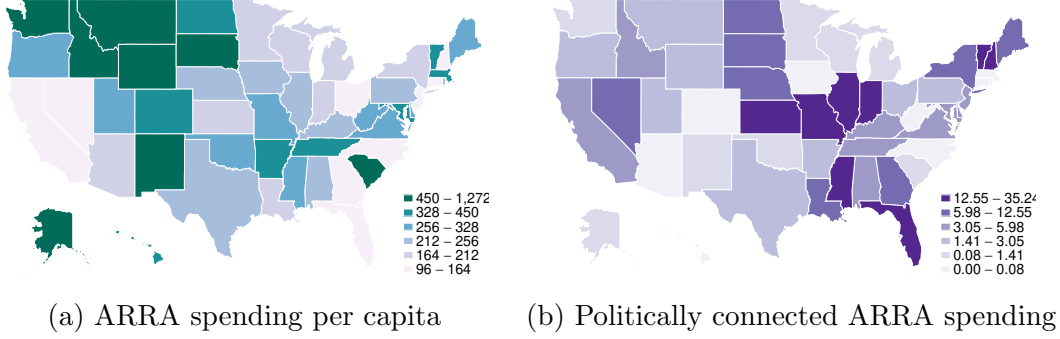 450 – 1,272
328 – 450
256 – 328
212 – 256
164 – 212
96 – 164
(a) ARRA spending per capita
12.55 – 35.24
5.98 – 12.55
3.05 – 5.98
1.41 – 3.05
0.08 – 1.41
0.00 – 0.08
(b) Politically connected ARRA spending